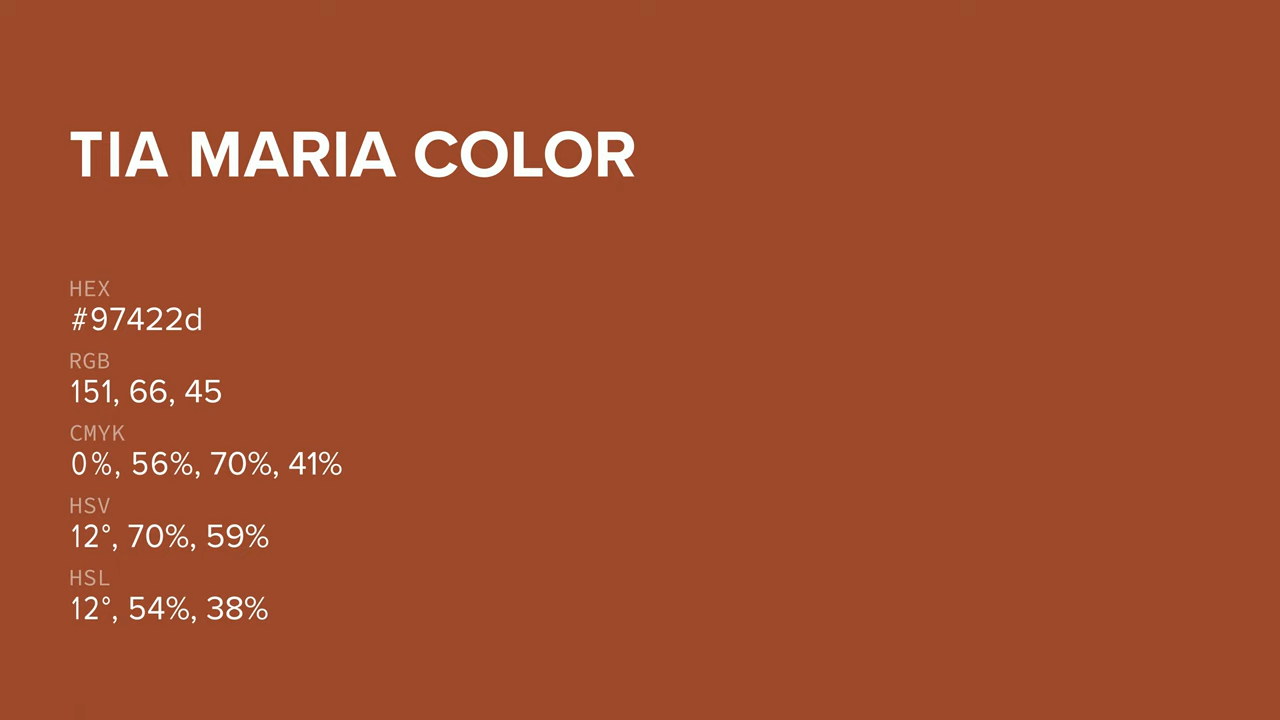 TIA MARIA COLOR
HEX
#97422d
RGB
151, 66, 45
CMYK
0%, 56%, 70%, 41%
HSV
12°, 70%, 59%
HSL
12°, 54%, 38%